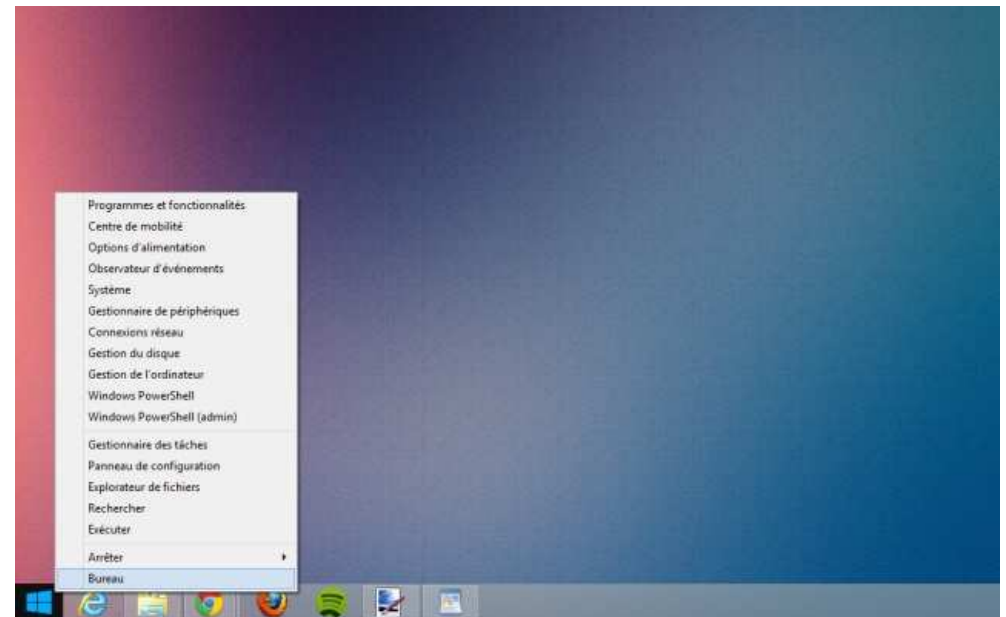 Programmes et fonctionnalités
Centre de mobilité
Options d'alimentation
Observateur d'événements
Système
Gestionnaire de périphériques
Connexions réseau
Gestion du disque
Gestion de l'ordinateur
Windows PowerShell
Windows PowerShell (admin)
Gestionnaire des tâches
Panneau de configuration
Explorateur de fichiers
Rechercher
Exécuter
Arrêter
Bureau